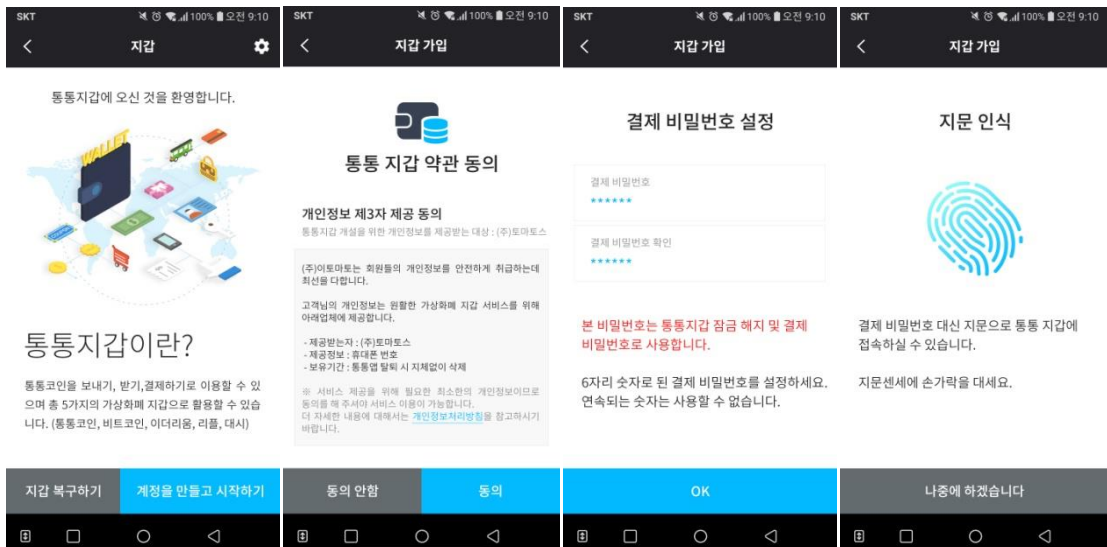 SKT 100% 오전 9:10
지갑
통통지갑에 오신 것을 환영합니다.
WALLET
통통지갑이란?
통통코인을 보내기, 받기,결제하기로 이용할 수 있
으며 총 5가지의 가상화폐 지갑으로 활용할 수 있습
니다. (통통코인, 비트코인, 이더리움, 리플, 대시)
지갑 복구하기
계정을 만들고 시작하기
SKT 100% 오전 9:10
지갑 가입
통통 지갑 약관 동의
개인정보 제3자 제공 동의
통통지갑 개설을 위한 개인정보를 제공받는 대상 : (주)토마토스
(주)이토마토는 회원들의 개인정보를 안전하게 취급하는데
최선을 다합니다.
고객님의 개인정보는 원활한 가상화폐 지갑 서비스를 위해
아래업체에 제공합니다.
- 제공받는자 : (주)토마토스
- 제공정보 : 휴대폰 번호
- 보유기간 : 통통앱 탈퇴 시 지체없이 삭제
※ 서비스 제공을 위해 필요한 최소한의 개인정보이므로
동의를 해 주셔야 서비스 이용이 가능합니다.
더 자세한 내용에 대해서는 개인정보처리방침을 참고하시기
바랍니다.
동의 안함
동의
SKT 100% 오전 9:10
지갑 가입
결제 비밀번호 설정
결제 비밀번호
******
결제 비밀번호 확인
******
본 비밀번호는 통통지갑 잠금 해지 및 결제
비밀번호로 사용합니다.
6자리 숫자로 된 결제 비밀번호를 설정하세요.
연속되는 숫자는 사용할 수 없습니다.
OK
SKT 100% 오전 9:10
지갑 가입
지문 인식
결제 비밀번호 대신 지문으로 통통 지갑에
접속하실 수 있습니다.
지문센세에 손가락을 대세요.
나중에 하겠습니다